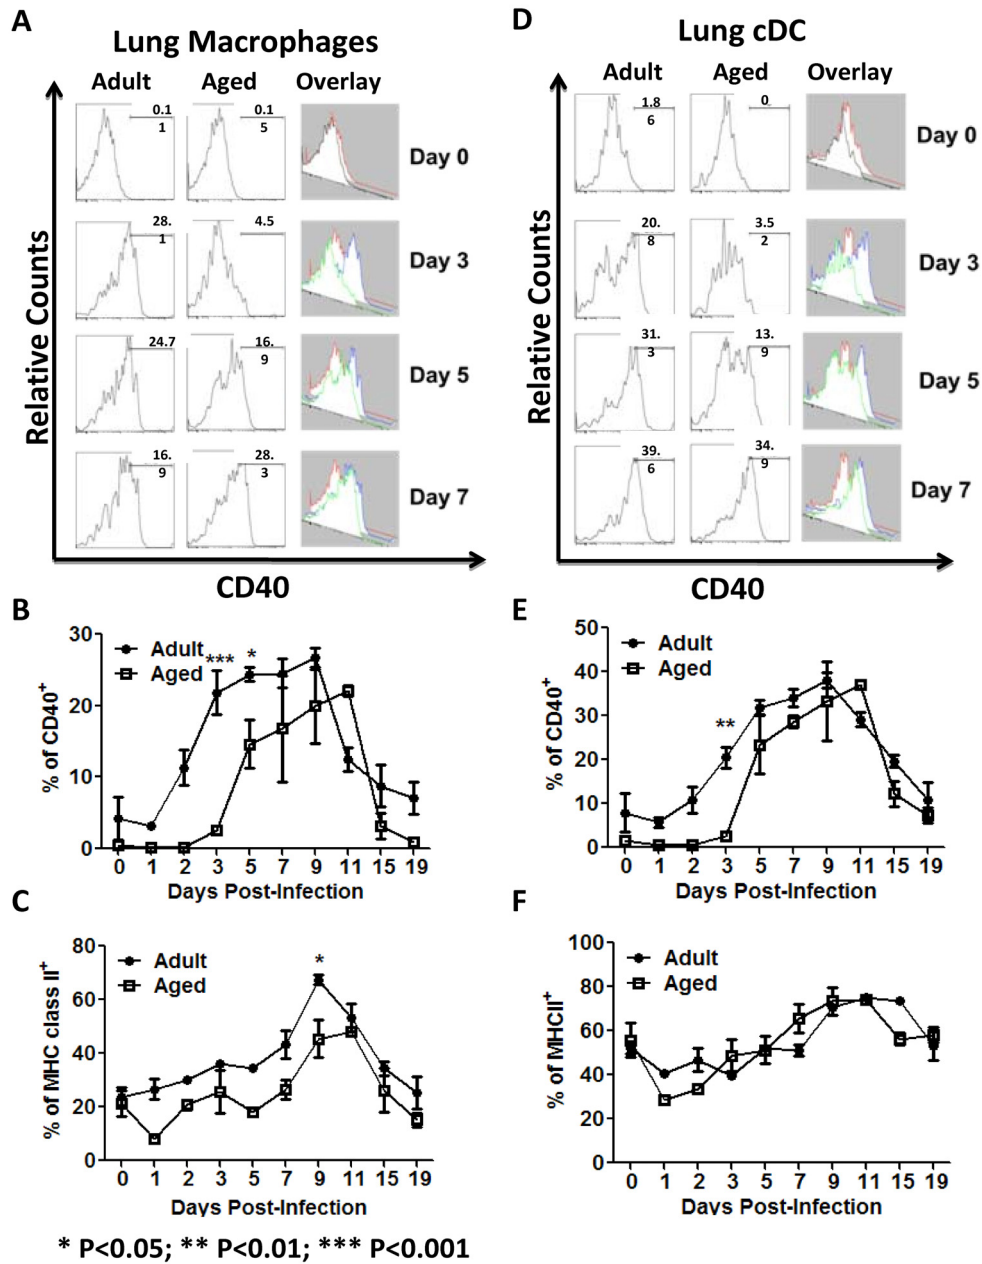 A
Lung Macrophages
Adult Aged Overlay
Relative Counts
0.1
1
0.1
5
Day 0
28.
1
4.5
Day 3
24.7
16.
9
Day 5
16.
9
28.
3
Day 7
CD40
D
Lung cDC
Adult Aged Overlay
Relative Counts
1.8
6
0
Day 0
20.
8
3.5
2
Day 3
31.
3
13.
9
Day 5
39.
6
34.
9
Day 7
CD40
B
% of CD40+
30
20
10
0
Adult
Aged
***
*
0 1 2 3 5 7 9 11 15 19
Days Post-Infection
E
% of CD40+
50
40
30
20
10
0
Adult
Aged
**
0 1 2 3 5 7 9 11 15 19
Days Post-Infection
C
% of MHC class II+
80
60
40
20
0
Adult
Aged
*
0 1 2 3 5 7 9 11 15 19
Days Post-Infection
F
% of MHCII+
100
80
60
40
20
0
Adult
Aged
0 1 2 3 5 7 9 11 15 19
Days Post-Infection
* P<0.05; ** P<0.01; *** P<0.001